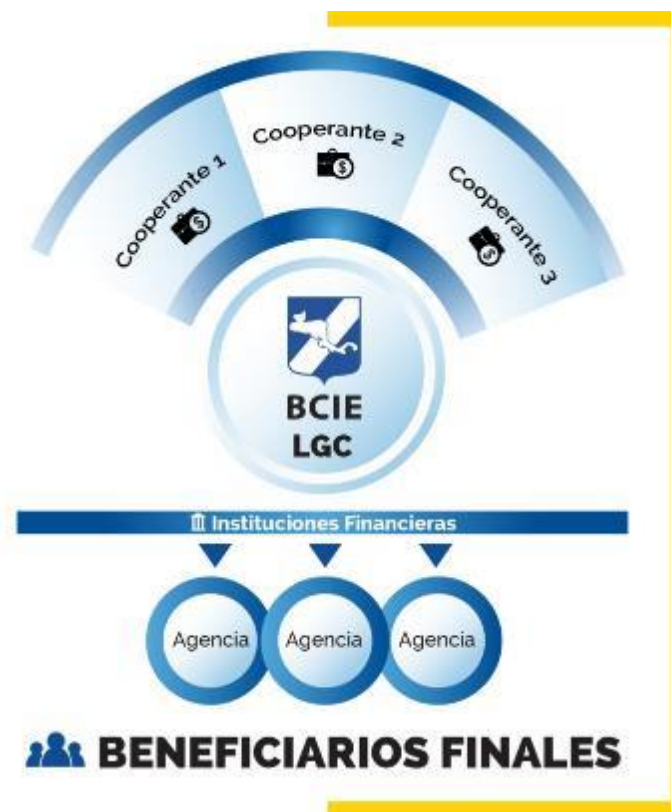 Cooperante 1
Cooperante 2
Cooperante 3
BCIE
LGC
Instituciones Financieras
Agencia
Agencia
Agencia
BENEFICIARIOS FINALES